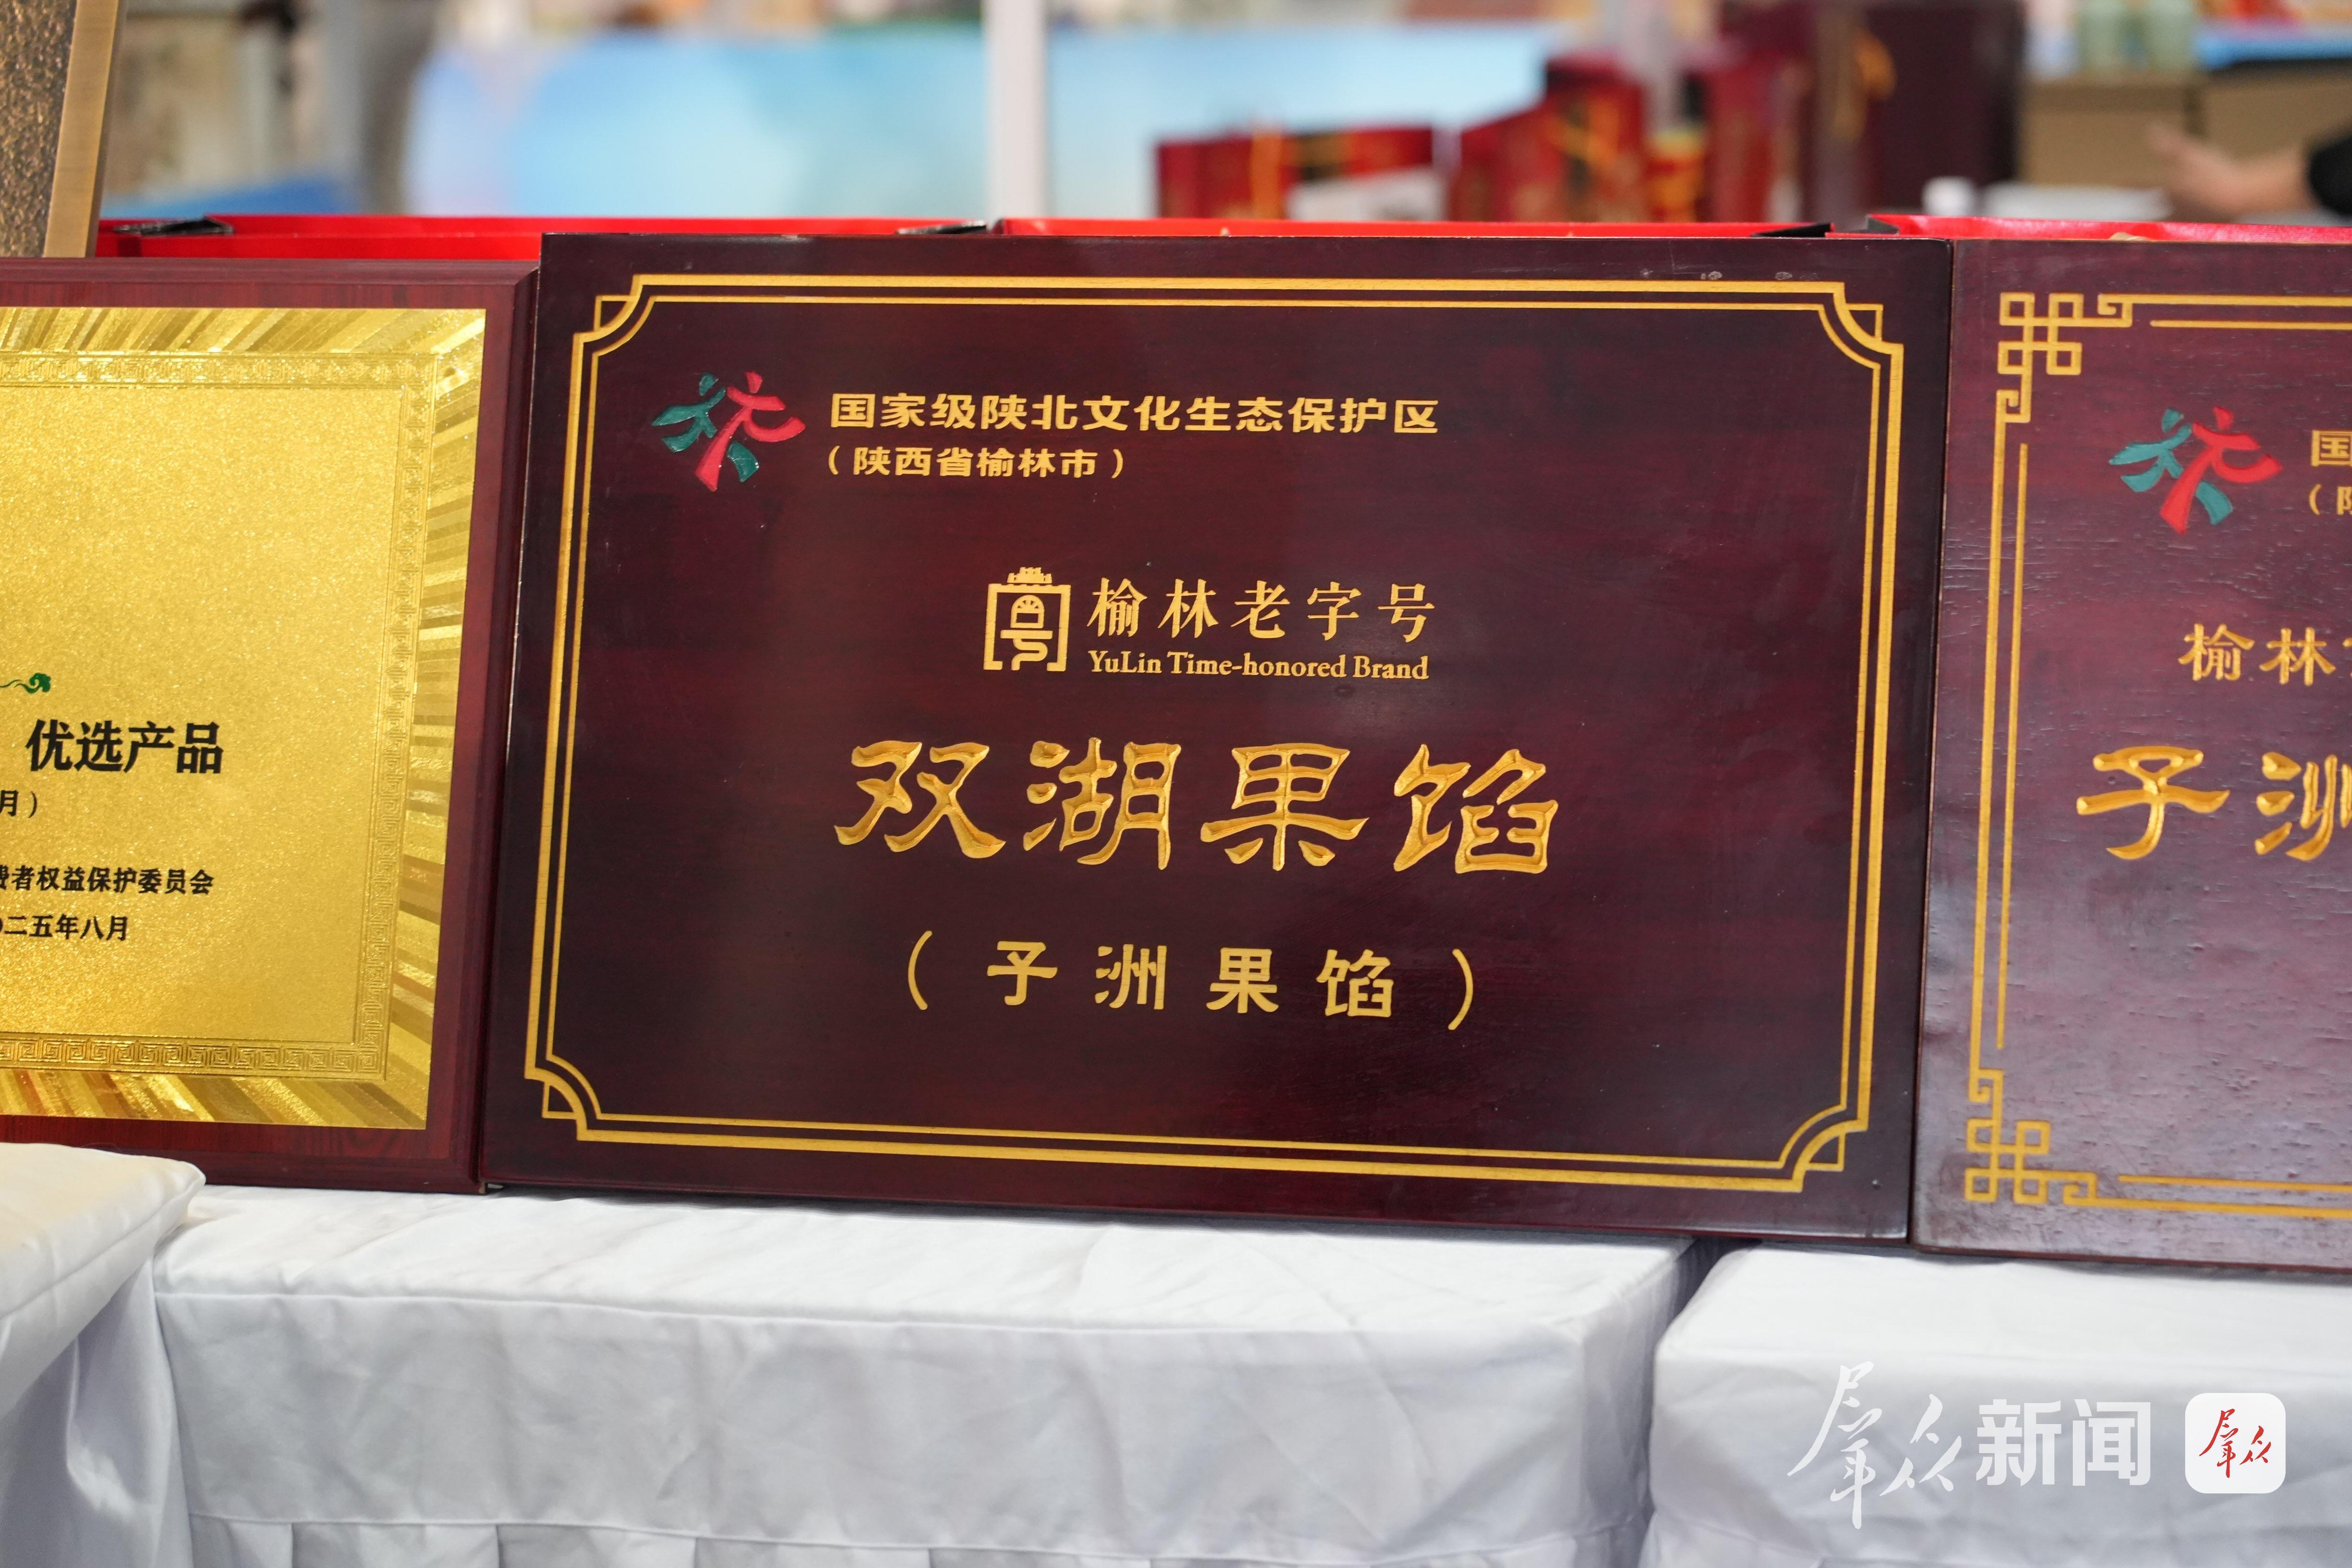 优选产品
月）
费者权益保护委员会
二五年八月
国家级陕北文化生态保护区
（陕西省榆林市）
榆林老字号
YuLin Time-honored Brand
双湖果馅
（子洲果馅）
国
（陕
榆林
子洲
群众新闻
群众